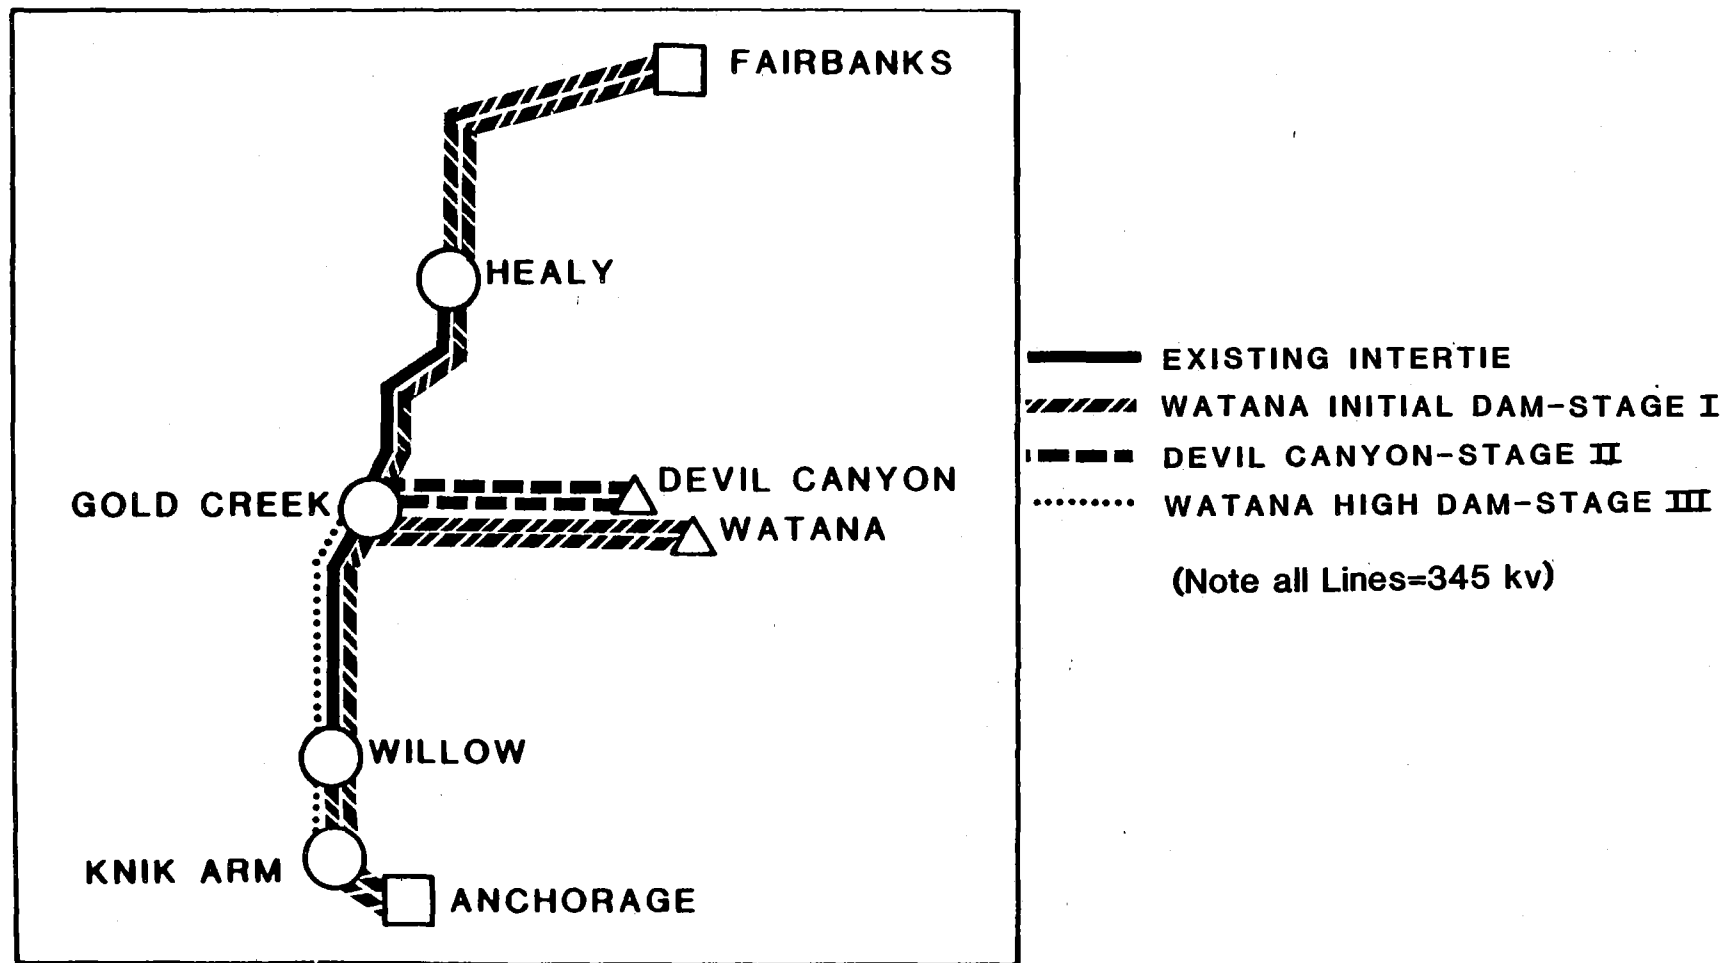 FAIRBANKS
HEALY
EXISTING INTERTIE
WATANA INITIAL DAM-STAGE I
DEVIL CANYON-STAGE II
WATANA HIGH DAM-STAGE III
(Note all Lines=345 kv)
DEVIL CANYON
GOLD CREEK
WATANA
WILLOW
KNIK ARM
ANCHORAGE